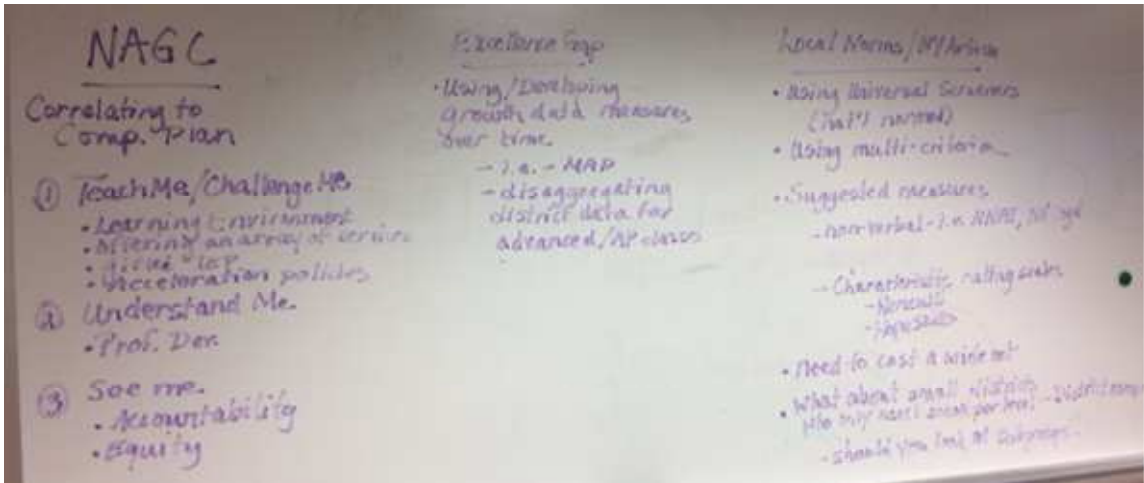 NAGC
Correlating to
Comp. Plan
① Teach Me/Challenge Me
• Learning Environment
• Offering an array of services
• Acceleration policies
② Understand Me.
• Prof. Dev.
③ See me.
• Accountability
• Equity
Excellence Gap
• Using/Developing
growth data measures
over time.
- i.e. - MAP
- disaggregating
district data for
advanced/AP classes
Local Norms/
• Using Universal Screeners
• Using multi-criteria
• Suggested measures
- non-verbal - i.e. NNAT,
- Characteristic rating scales
• Need to cast a wide net
• What about small districts
- should you look at subgroups